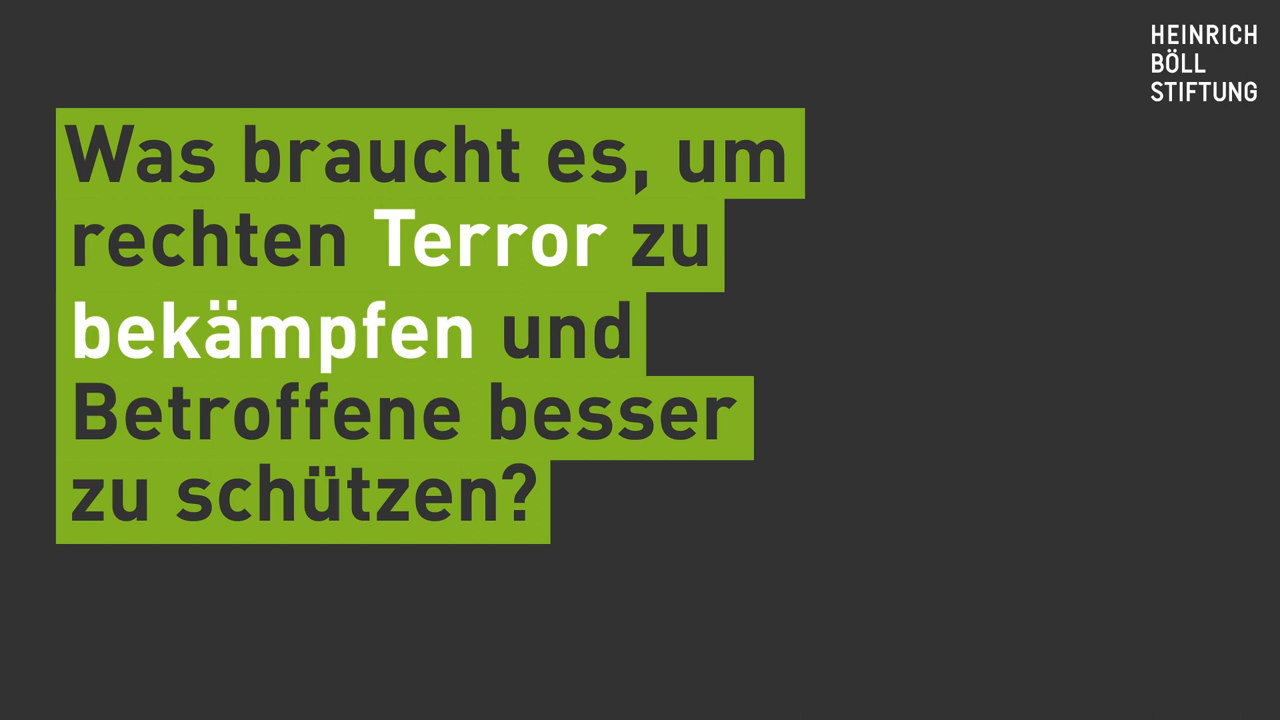 HEINRICH
BÖLL
STIFTUNG
Was braucht es, um
rechten Terror zu
bekämpfen und
Betroffene besser
zu schützen?